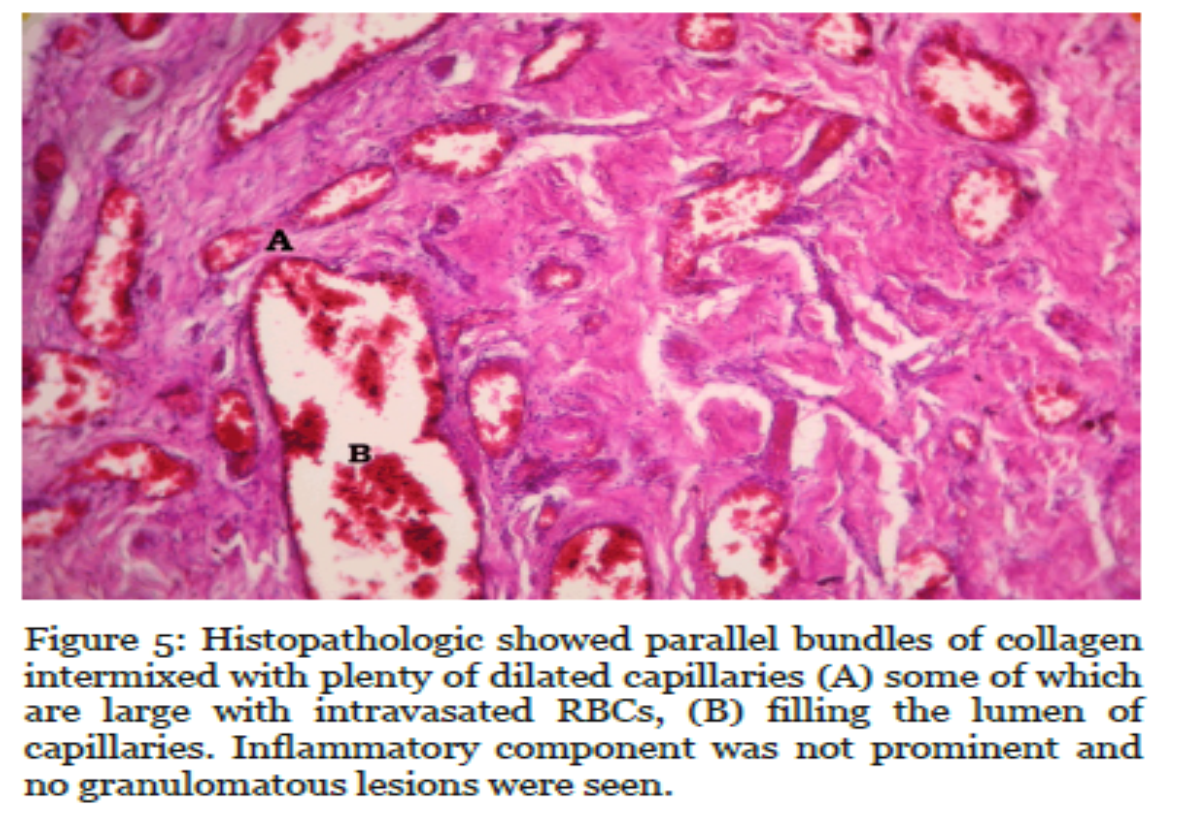 A
B
Figure 5: Histopathologic showed parallel bundles of collagen
intermixed with plenty of dilated capillaries (A) some of which
are large with intravasated RBCs, (B) filling the lumen of
capillaries. Inflammatory component was not prominent and
no granulomatous lesions were seen.